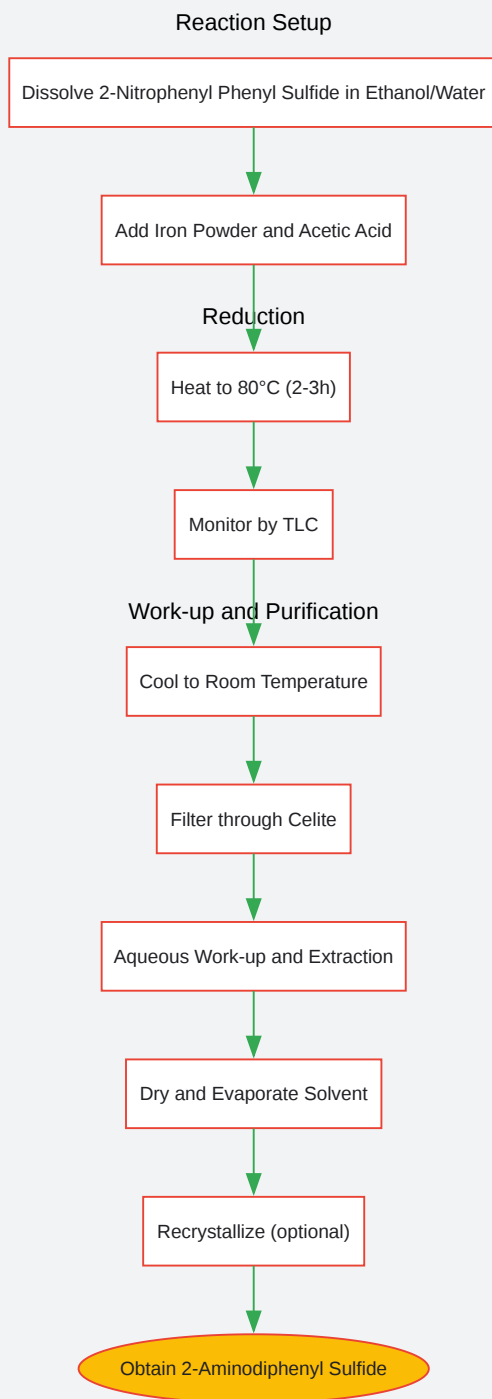 Reaction Setup
Dissolve 2-Nitrophenyl Phenyl Sulfide in Ethanol/Water
Add Iron Powder and Acetic Acid
Reduction
Heat to 80°C (2-3h)
Monitor by TLC
Work-up and Purification
Cool to Room Temperature
Filter through Celite
Aqueous Work-up and Extraction
Dry and Evaporate Solvent
Recrystallize (optional)
Obtain 2-Aminodiphenyl Sulfide